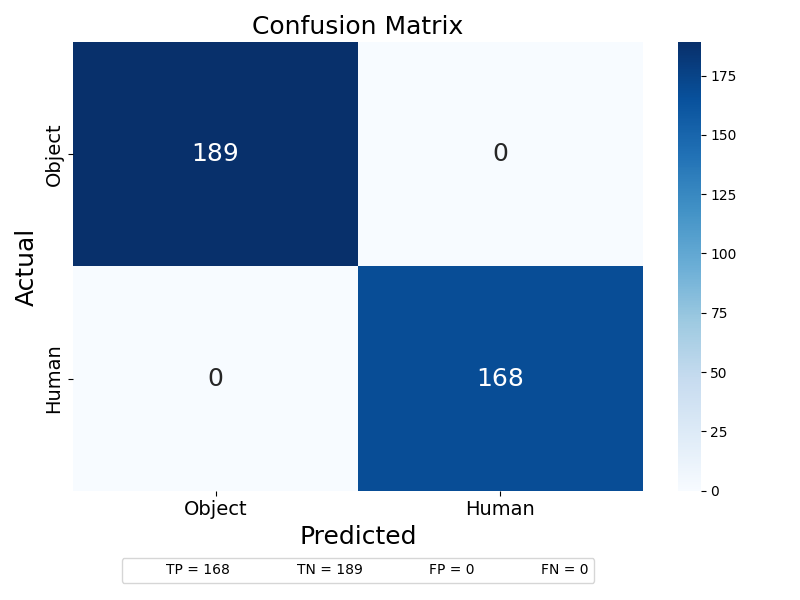 Confusion Matrix
Actual
Object
189
0
Human
0
168
Object
Human
Predicted
175
150
125
100
75
50
25
0
TP = 168 TN = 189 FP = 0 FN = 0